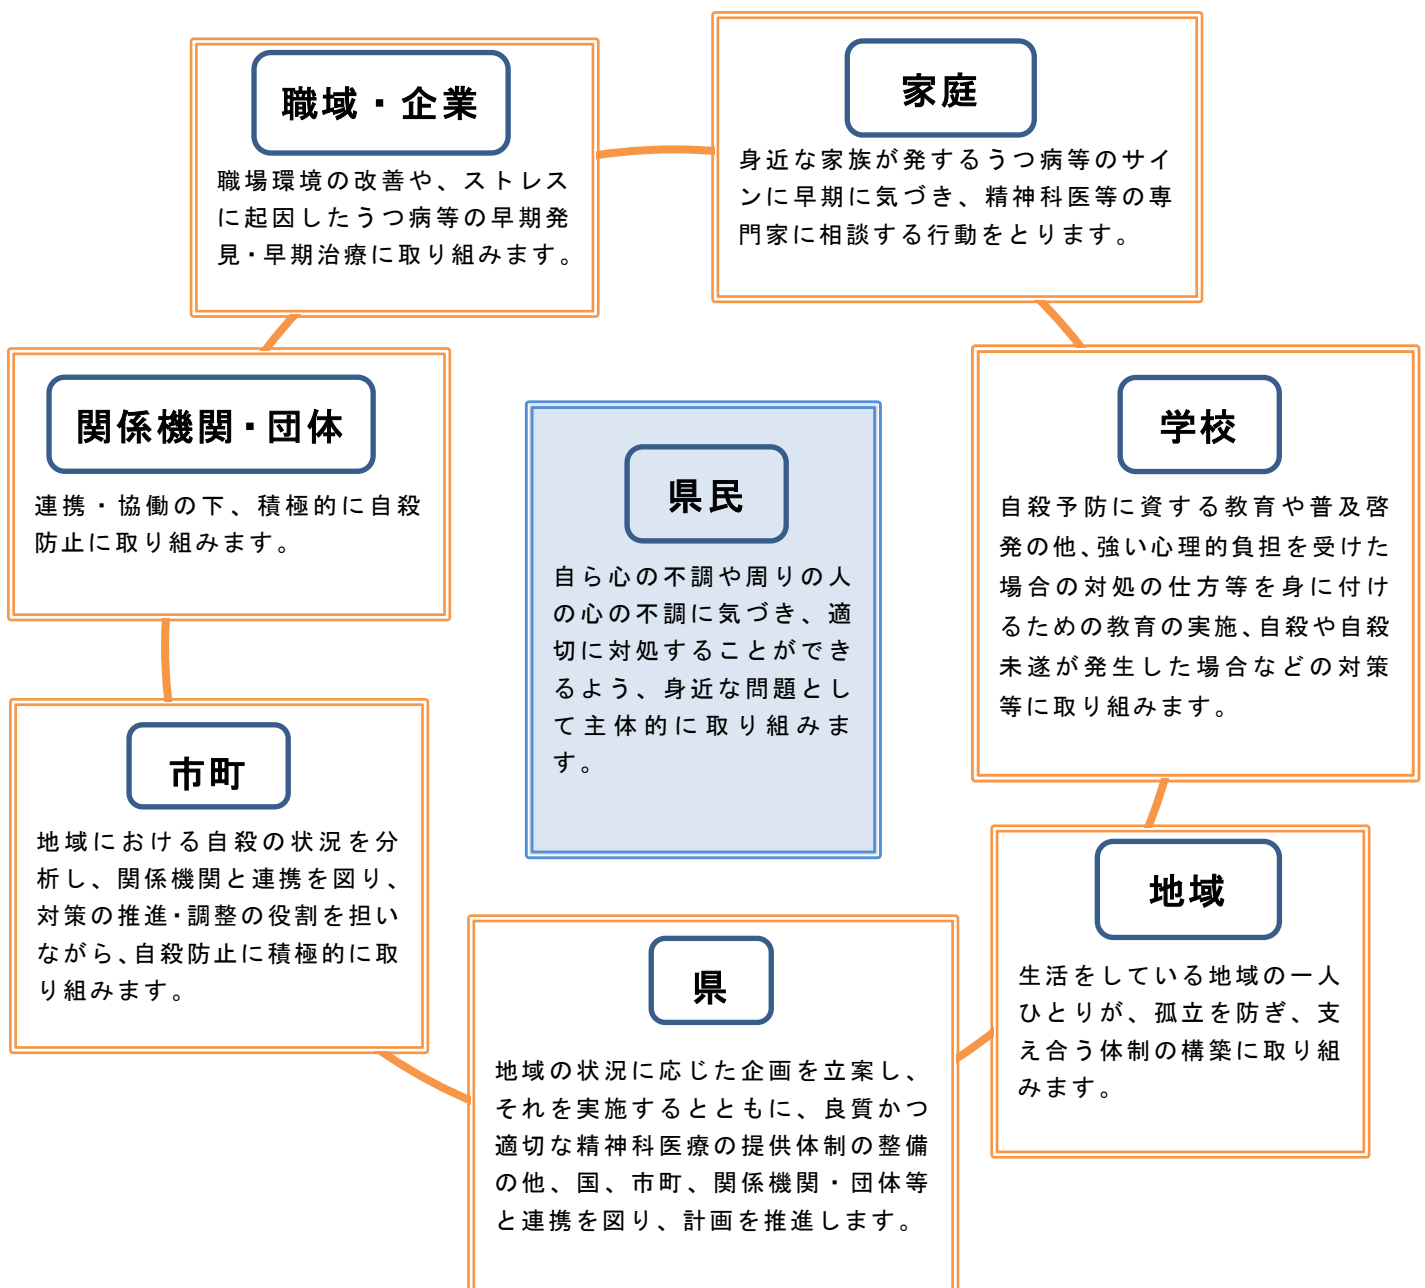 職域・企業
職場環境の改善や、ストレス
に起因したうつ病等の早期発
見・早期治療に取り組みます。
家庭
身近な家族が発するうつ病等のサイ
ンに早期に気づき、精神科医等の専
門家に相談する行動をとります。
関係機関・団体
連携・協働の下、積極的に自殺
防止に取り組みます。
県民
自ら心の不調や周りの人
の心の不調に気づき、適
切に対処することができ
るよう、身近な問題とし
て主体的に取り組みま
す。
学校
自殺予防に資する教育や普及啓
発の他、強い心理的負担を受けた
場合の対処の仕方等を身に付け
るための教育の実施、自殺や自殺
未遂が発生した場合などの対策
等に取り組みます。
市町
地域における自殺の状況を分
析し、関係機関と連携を図り、
対策の推進・調整の役割を担い
ながら、自殺防止に積極的に取
り組みます。
県
地域の状況に応じた企画を立案し、
それを実施するとともに、良質かつ
適切な精神科医療の提供体制の整備
の他、国、市町、関係機関・団体等
と連携を図り、計画を推進します。
地域
生活をしている地域の一人
ひとりが、孤立を防ぎ、支
え合う体制の構築に取り組
みます。